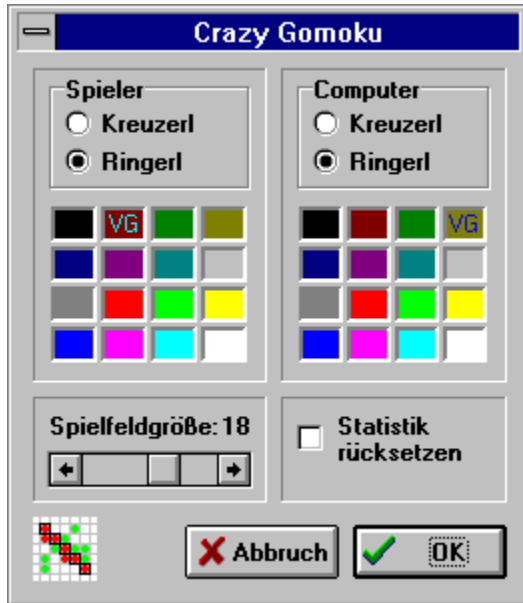 Crazy Gomoku
Spieler
Kreuzerl
Ringerl
VG
Computer
Kreuzerl
Ringerl
VG
Spielfeldgröße: 18
Statistik
rücksetzen
Abbruch
OK